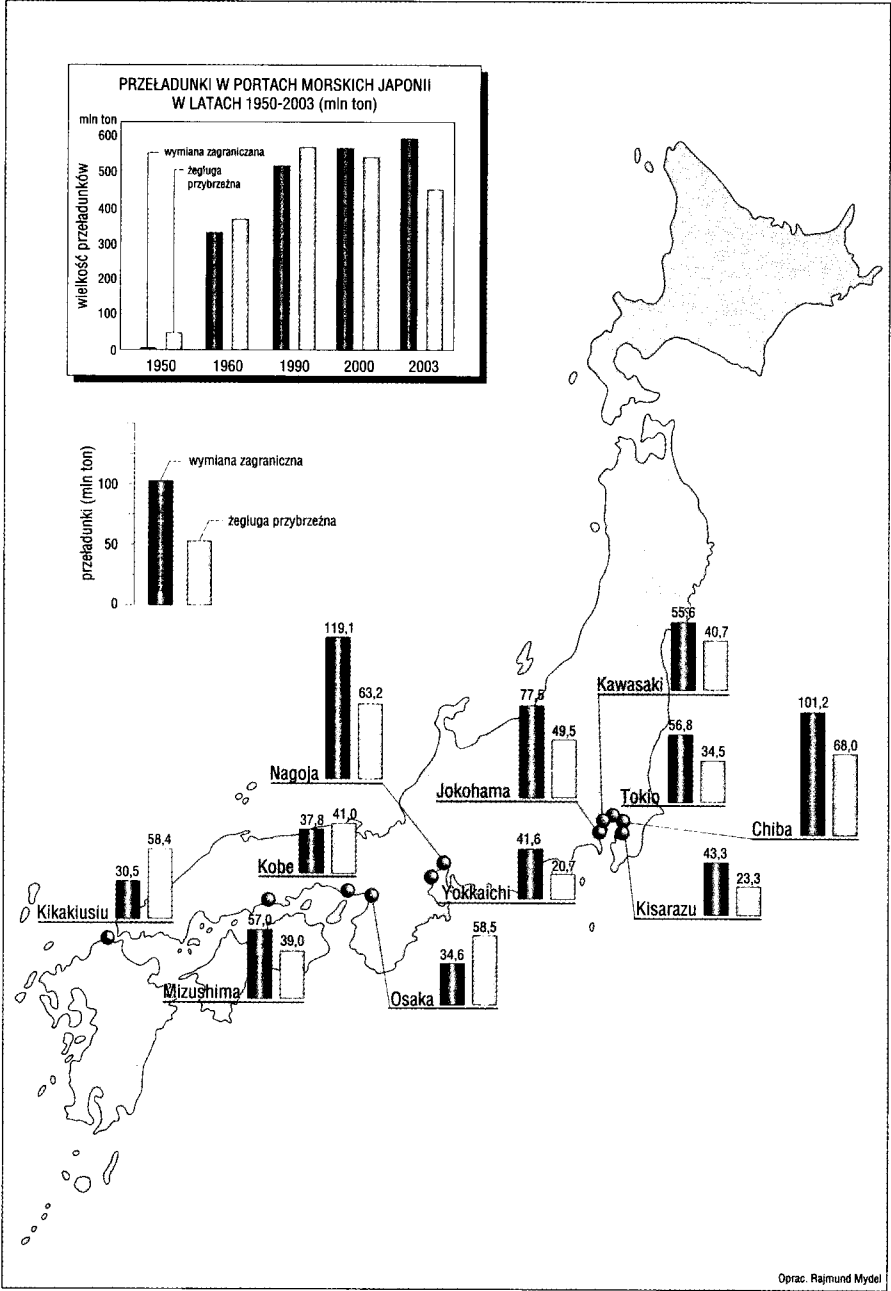 PRZEŁADUNKI W PORTACH MORSKICH JAPONII
W LATACH 1950-2003 (mln ton)
mln ton
wielkość przeładunków
600
500
400
300
200
100
0
wymiana zagraniczana
żegługa
przybrzeżna
1950 1960 1990 2000 2003
przeładunki (mln ton)
100
50
0
wymiana zagraniczna
żegluga przybrzeżna
119,1
63,2
Nagoja
77,5
49,5
Jokohama
55,6
40,7
Kawasaki
56,8
34,5
Tokio
101,2
68,0
Chiba
37,8
41,0
Kobe
30,5
58,4
Kikakiusiu
41,6
20,7
Yokkaichi
43,3
23,3
Kisarazu
57,0
39,0
Mizushima
34,6
58,5
Osaka
Oprac. Rajmund Mydel